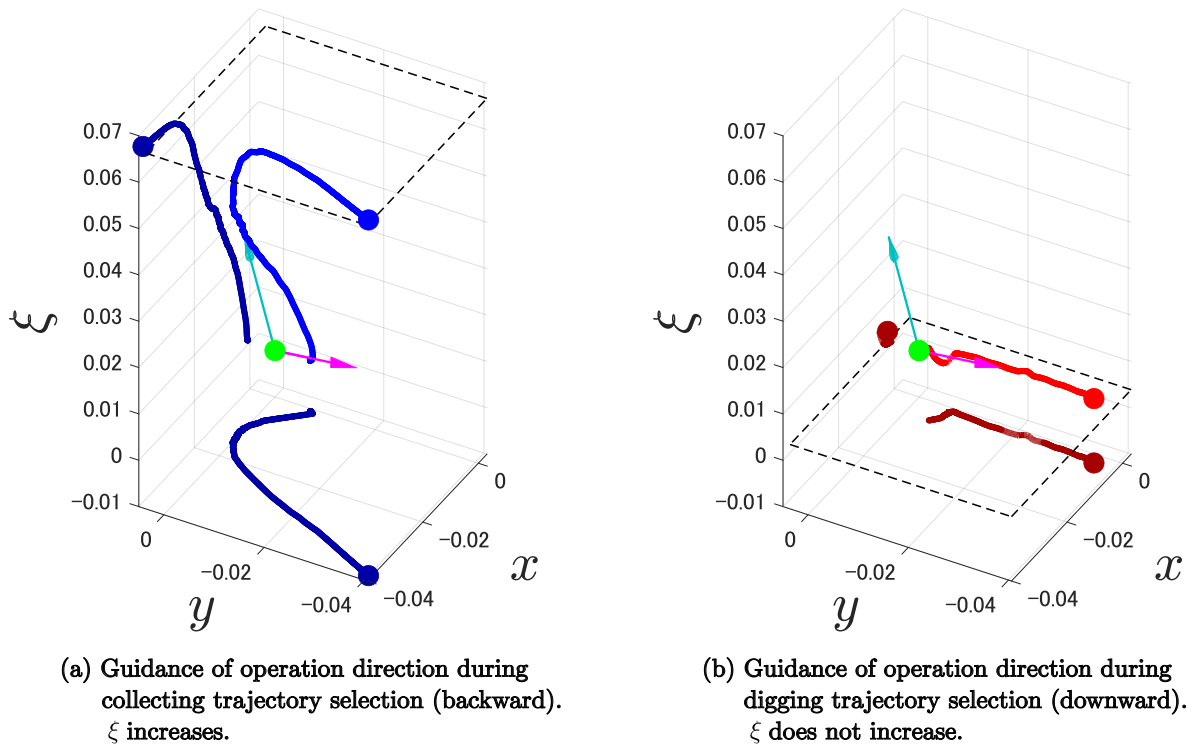 0.07
0.06
0.05
0.04
0.03
0.02
0.01
0
−0.01
ξ
0
−0.02
−0.04
y
−0.04
−0.02
0
x
0.07
0.06
0.05
0.04
0.03
0.02
0.01
0
−0.01
ξ
0
−0.02
−0.04
y
−0.04
−0.02
0
x
(a) Guidance of operation direction during
collecting trajectory selection (backward).
ξ increases.
(b) Guidance of operation direction during
digging trajectory selection (downward).
ξ does not increase.